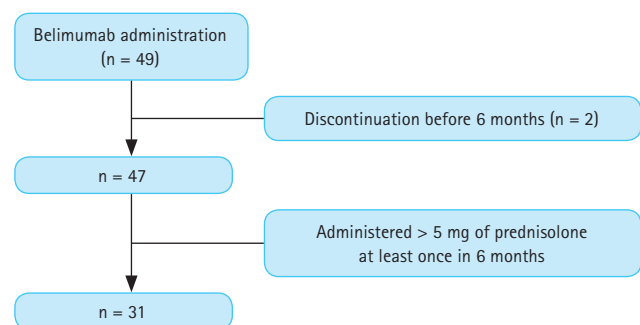 Belimumab administration
(n = 49)
Discontinuation before 6 months (n = 2)
n = 47
Administered > 5 mg of prednisolone
at least once in 6 months
n = 31